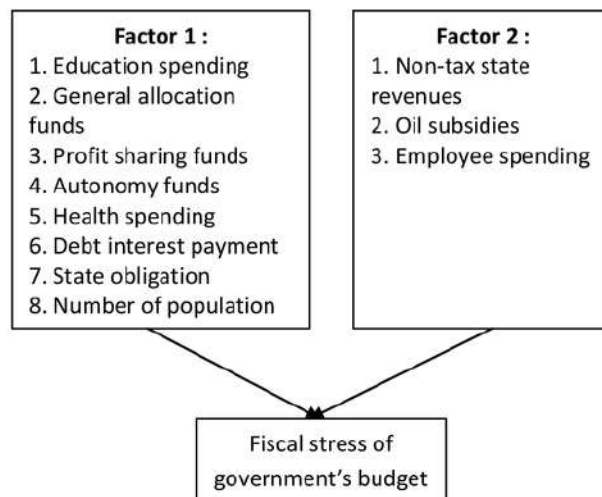 Factor 1 :
1. Education spending
2. General allocation
funds
3. Profit sharing funds
4. Autonomy funds
5. Health spending
6. Debt interest payment
7. State obligation
8. Number of population
Factor 2 :
1. Non-tax state
revenues
2. Oil subsidies
3. Employee spending
Fiscal stress of
government's budget